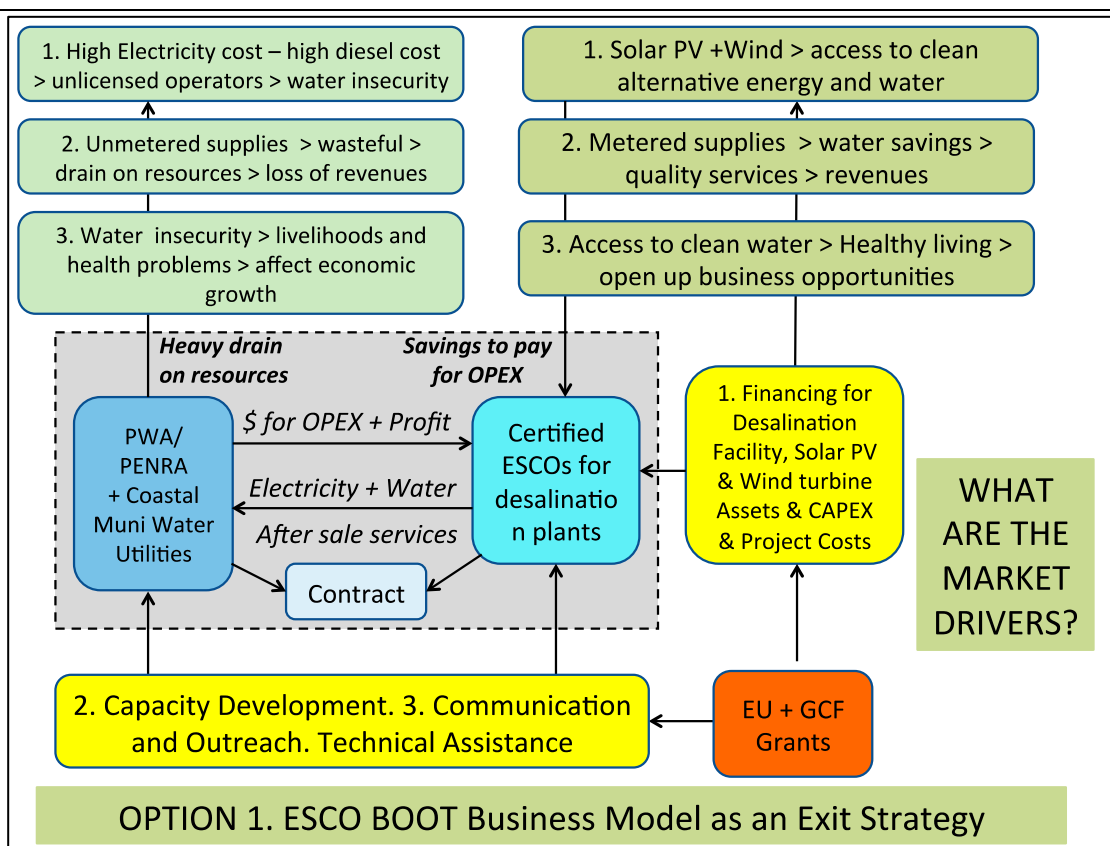 1. High Electricity cost – high diesel cost
> unlicensed operators > water insecurity
2. Unmetered supplies > wasteful >
drain on resources > loss of revenues
3. Water insecurity > livelihoods and
health problems > affect economic
growth
1. Solar PV +Wind > access to clean
alternative energy and water
2. Metered supplies > water savings >
quality services > revenues
3. Access to clean water > Healthy living >
open up business opportunities
Heavy drain
on resources
Savings to pay
for OPEX
PWA/
PENRA
+ Coastal
Muni Water
Utilities
$ for OPEX + Profit
Electricity + Water
After sale services
Contract
Certified
ESCOs for
desalinatio
n plants
1. Financing for
Desalination
Facility, Solar PV
& Wind turbine
Assets & CAPEX
& Project Costs
WHAT
ARE THE
MARKET
DRIVERS?
2. Capacity Development. 3. Communication
and Outreach. Technical Assistance
EU + GCF
Grants
OPTION 1. ESCO BOOT Business Model as an Exit Strategy